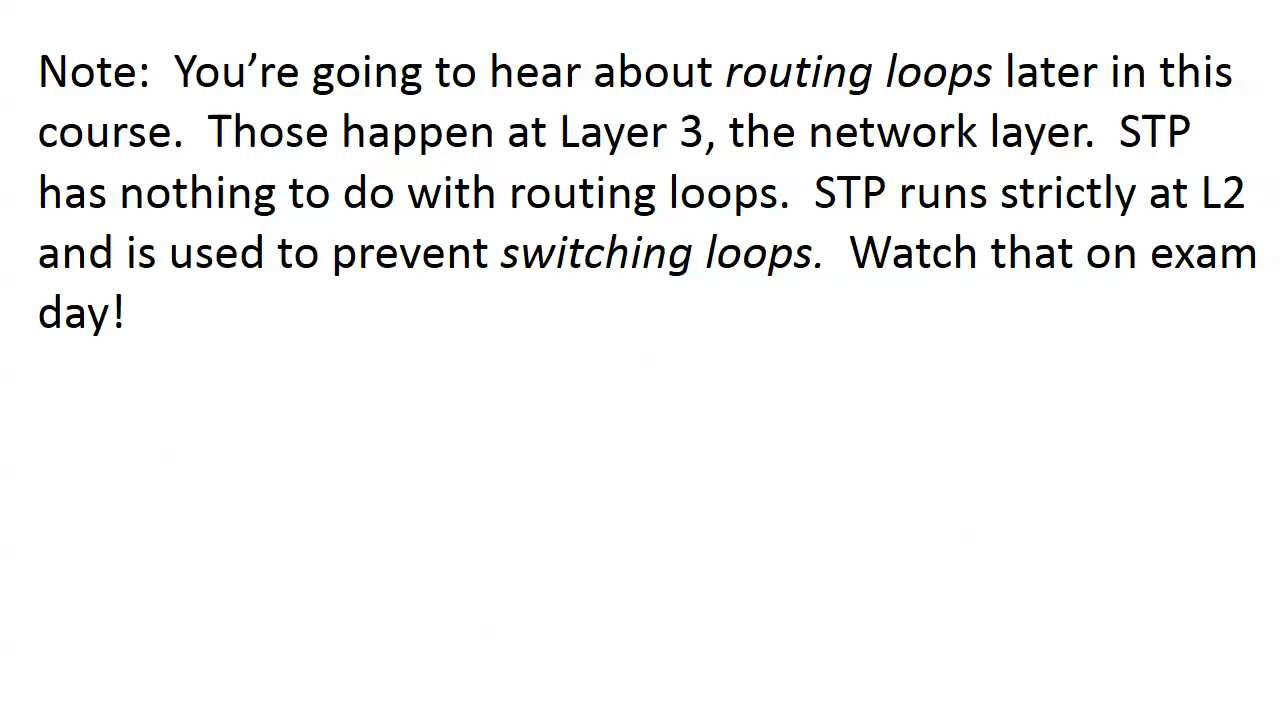 Note:  You’re going to hear about routing loops later in this
course.  Those happen at Layer 3, the network layer.  STP
has nothing to do with routing loops.  STP runs strictly at L2
and is used to prevent switching loops.  Watch that on exam
day!